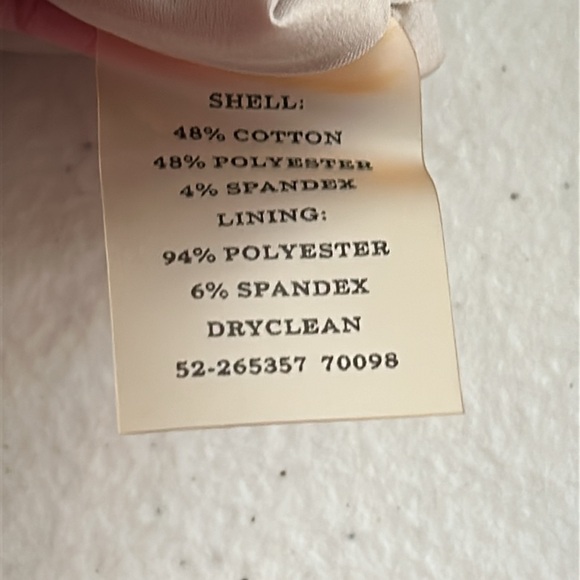 SHELL:
48% COTTON
48% POLYESTER
4% SPANDEX
LINING:
94% POLYESTER
6% SPANDEX
DRYCLEAN
52-265357 70098